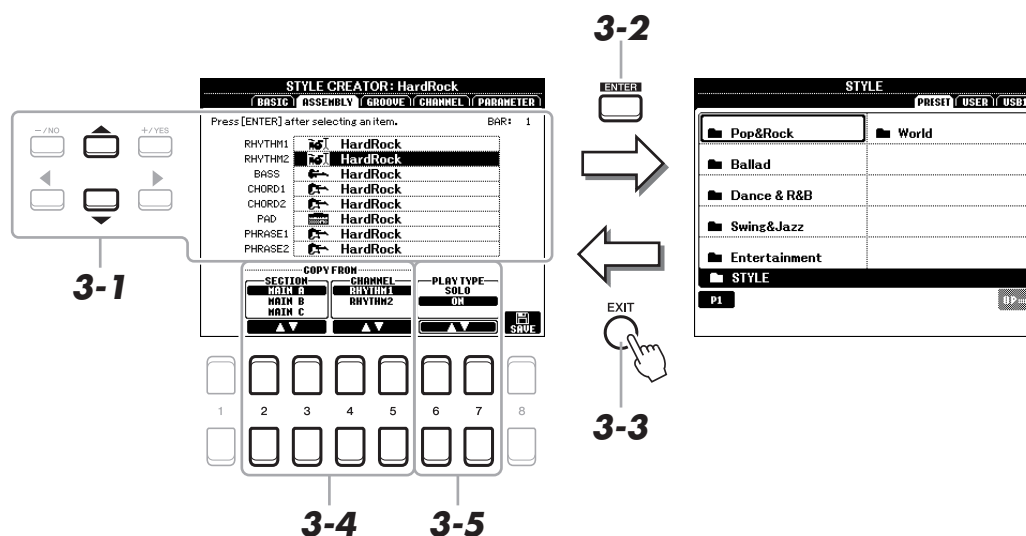 3-2
STYLE CREATOR: HardRock
BASIC ASSEMBLY GROOVE CHANNEL PARAMETER
Press [ENTER] after selecting an item. BAR: 1
RHYTHM1 HardRock
RHYTHM2 HardRock
BASS HardRock
CHORD1 HardRock
CHORD2 HardRock
PAD HardRock
PHRASE1 HardRock
PHRASE2 HardRock
COPY FROM
SECTION CHANNEL PLAY TYPE
MAIN A RHYTHM1 SOLO
MAIN B RHYTHM2 ON
MAIN C
SAVE
-/NO +/YES
3-1
ENTER
EXIT
3-3
STYLE
PRESET USER USB1
Pop&Rock World
Ballad
Dance & R&B
Swing&Jazz
Entertainment
STYLE
P1
1 2 3 4 5 6 7 8
3-4 3-5